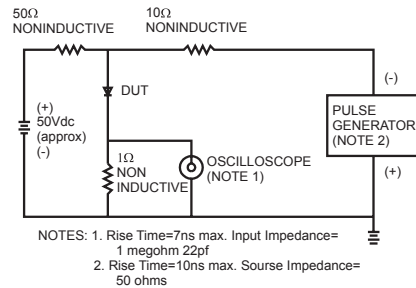 50Ω
NONINDUCTIVE
10Ω
NONINDUCTIVE
DUT
(+)
50Vdc
(approx)
(-)
1Ω
NON
INDUCTIVE
OSCILLOSCOPE
(NOTE 1)
(-)
PULSE
GENERATOR
(NOTE 2)
(+)
NOTES: 1. Rise Time=7ns max. Input Impedance=
1 megohm 22pf
2. Rise Time=10ns max. Sourse Impedance=
50 ohms